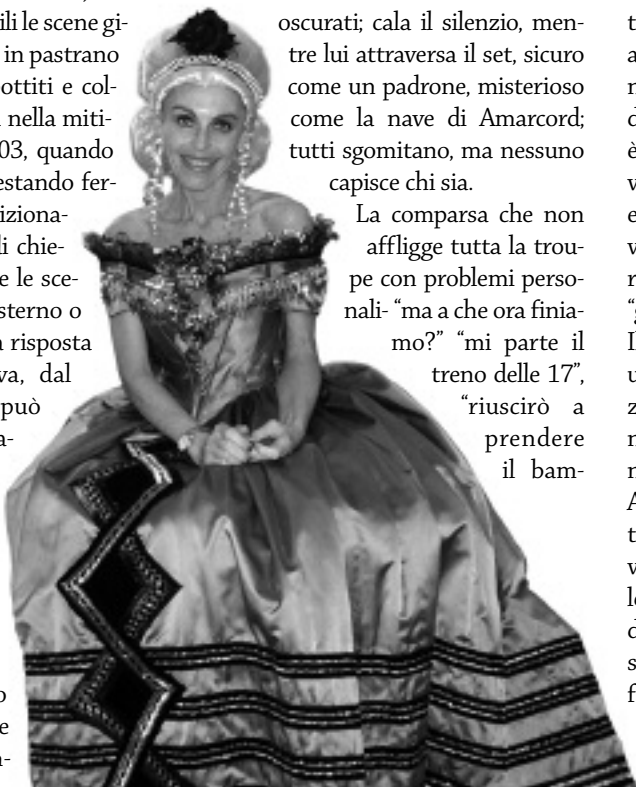 ili le scene gi-
in pastrano
ottiti e col-
nella miti-
03, quando
estando fer-
iziona-
li chie-
e le sce-
sterno o
risposta
va, dal
può
a-
o
e
n-
oscurati; cala il silenzio, men-
tre lui attraversa il set, sicuro
come un padrone, misterioso
come la nave di Amarcord;
tutti sgomitano, ma nessuno
capisce chi sia.
La comparsa che non
affligge tutta la trou-
pe con problemi perso-
nali- “ma a che ora finia-
mo?” “mi parte il
treno delle 17”,
“riuscirò a
prendere
il bam-
t
a
n
d
è
v
e
v
r
“g
Il
u
z
n
n
A
t
v
le
d
s
f